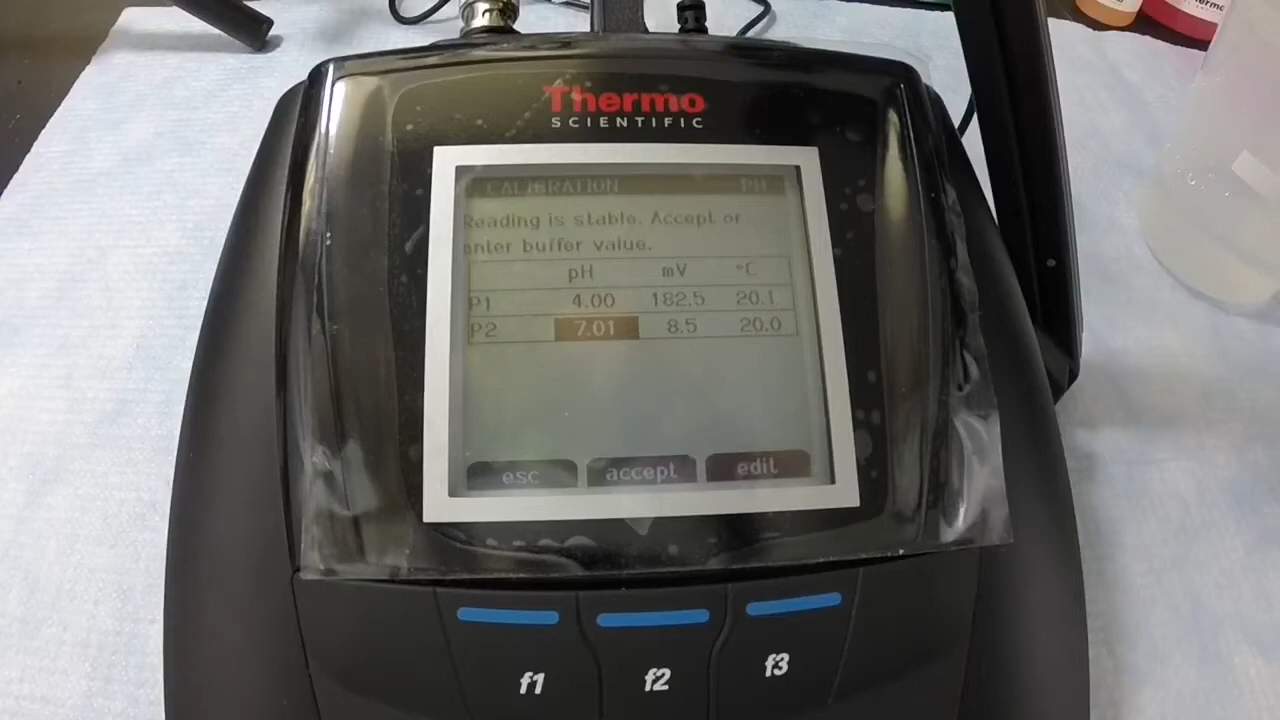 Thermo
Thermo
SCIENTIFIC
CALIBRATION PH
Reading is stable. Accept or
enter buffer value.
pH mV °C
P1 4.00 182.5 20.1
P2 7.01 8.5 20.0
esc accept edit
f1 f2 f3